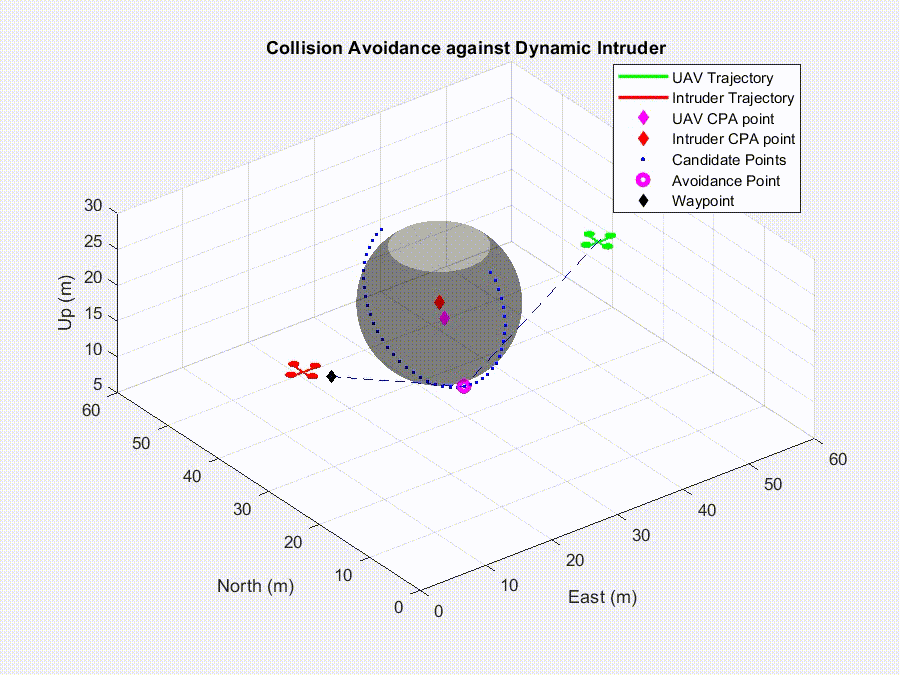 Collision Avoidance against Dynamic Intruder
UAV Trajectory
Intruder Trajectory
UAV CPA point
Intruder CPA point
Candidate Points
Avoidance Point
Waypoint
30
25
20
15
10
5
Up (m)
60
50
40
30
20
10
0
North (m)
0
10
20
30
40
50
60
East (m)